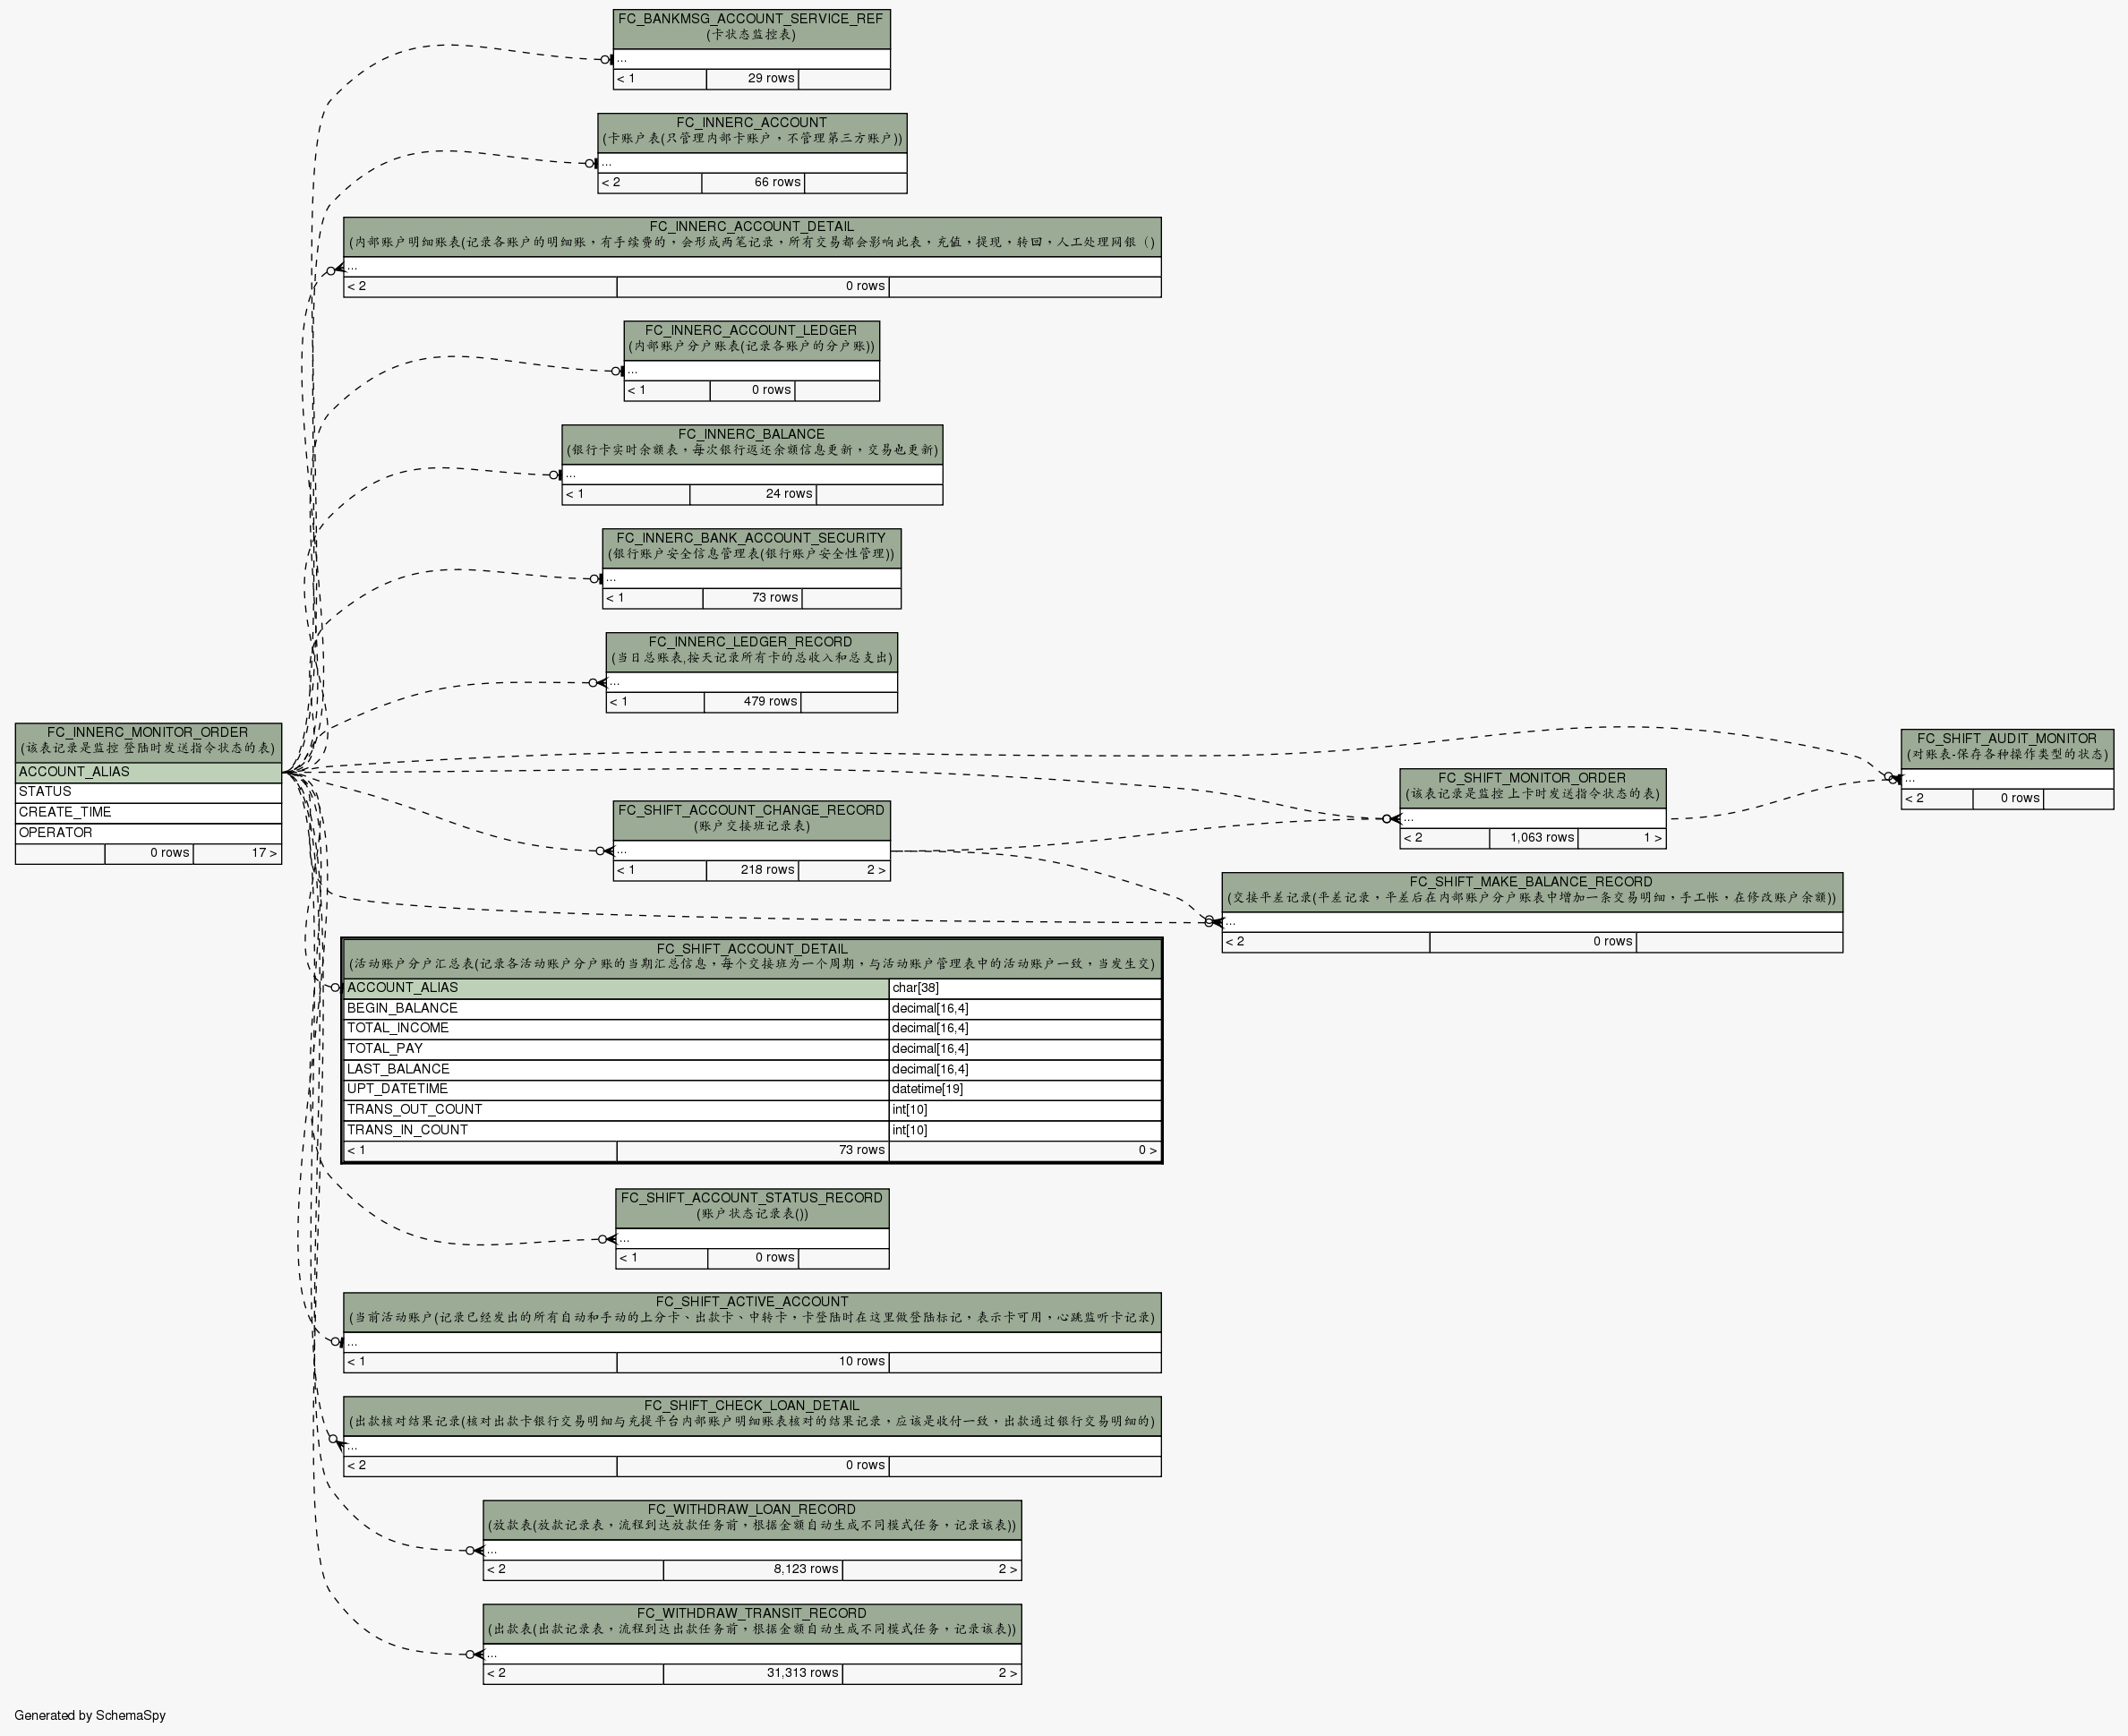 FC_BANKMSG_ACCOUNT_SERVICE_REF
(卡状态监控表)
...
< 1 29 rows
FC_INNERC_ACCOUNT
(卡账户表(只管理内部卡账户，不管理第三方账户))
...
< 2 66 rows
FC_INNERC_ACCOUNT_DETAIL
(内部账户明细账表(记录各账户的明细账，有手续费的，会形成两笔记录，所有交易都会影响此表，充值，提现，转回，人工处理网银（)
...
< 2 0 rows
FC_INNERC_ACCOUNT_LEDGER
(内部账户分户账表(记录各账户的分户账))
...
< 1 0 rows
FC_INNERC_BALANCE
(银行卡实时余额表，每次银行返还余额信息更新，交易也更新)
...
< 1 24 rows
FC_INNERC_BANK_ACCOUNT_SECURITY
(银行账户安全信息管理表(银行账户安全性管理))
...
< 1 73 rows
FC_INNERC_LEDGER_RECORD
(当日总账表,按天记录所有卡的总收入和总支出)
...
< 1 479 rows
FC_INNERC_MONITOR_ORDER
(该表记录是监控 登陆时发送指令状态的表)
ACCOUNT_ALIAS
STATUS
CREATE_TIME
OPERATOR
0 rows 17 >
FC_SHIFT_AUDIT_MONITOR
(对账表-保存各种操作类型的状态)
...
< 2 0 rows
FC_SHIFT_MONITOR_ORDER
(该表记录是监控 上卡时发送指令状态的表)
...
< 2 1,063 rows 1 >
FC_SHIFT_ACCOUNT_CHANGE_RECORD
(账户交接班记录表)
...
< 1 218 rows 2 >
FC_SHIFT_MAKE_BALANCE_RECORD
(交接平差记录(平差记录，平差后在内部账户分户账表中增加一条交易明细，手工帐，在修改账户余额))
...
< 2 0 rows
FC_SHIFT_ACCOUNT_DETAIL
(活动账户分户汇总表(记录各活动账户分户账的当期汇总信息，每个交接班为一个周期，与活动账户管理表中的活动账户一致，当发生交)
ACCOUNT_ALIAS char[38]
BEGIN_BALANCE decimal[16,4]
TOTAL_INCOME decimal[16,4]
TOTAL_PAY decimal[16,4]
LAST_BALANCE decimal[16,4]
UPT_DATETIME datetime[19]
TRANS_OUT_COUNT int[10]
TRANS_IN_COUNT int[10]
< 1 73 rows 0 >
FC_SHIFT_ACCOUNT_STATUS_RECORD
(账户状态记录表())
...
< 1 0 rows
FC_SHIFT_ACTIVE_ACCOUNT
(当前活动账户(记录已经发出的所有自动和手动的上分卡、出款卡、中转卡，卡登陆时在这里做登陆标记，表示卡可用，心跳监听卡记录)
...
< 1 10 rows
FC_SHIFT_CHECK_LOAN_DETAIL
(出款核对结果记录(核对出款卡银行交易明细与充提平台内部账户明细账表核对的结果记录，应该是收付一致，出款通过银行交易明细的)
...
< 2 0 rows
FC_WITHDRAW_LOAN_RECORD
(放款表(放款记录表，流程到达放款任务前，根据金额自动生成不同模式任务，记录该表))
...
< 2 8,123 rows 2 >
FC_WITHDRAW_TRANSIT_RECORD
(出款表(出款记录表，流程到达出款任务前，根据金额自动生成不同模式任务，记录该表))
...
< 2 31,313 rows 2 >
Generated by SchemaSpy